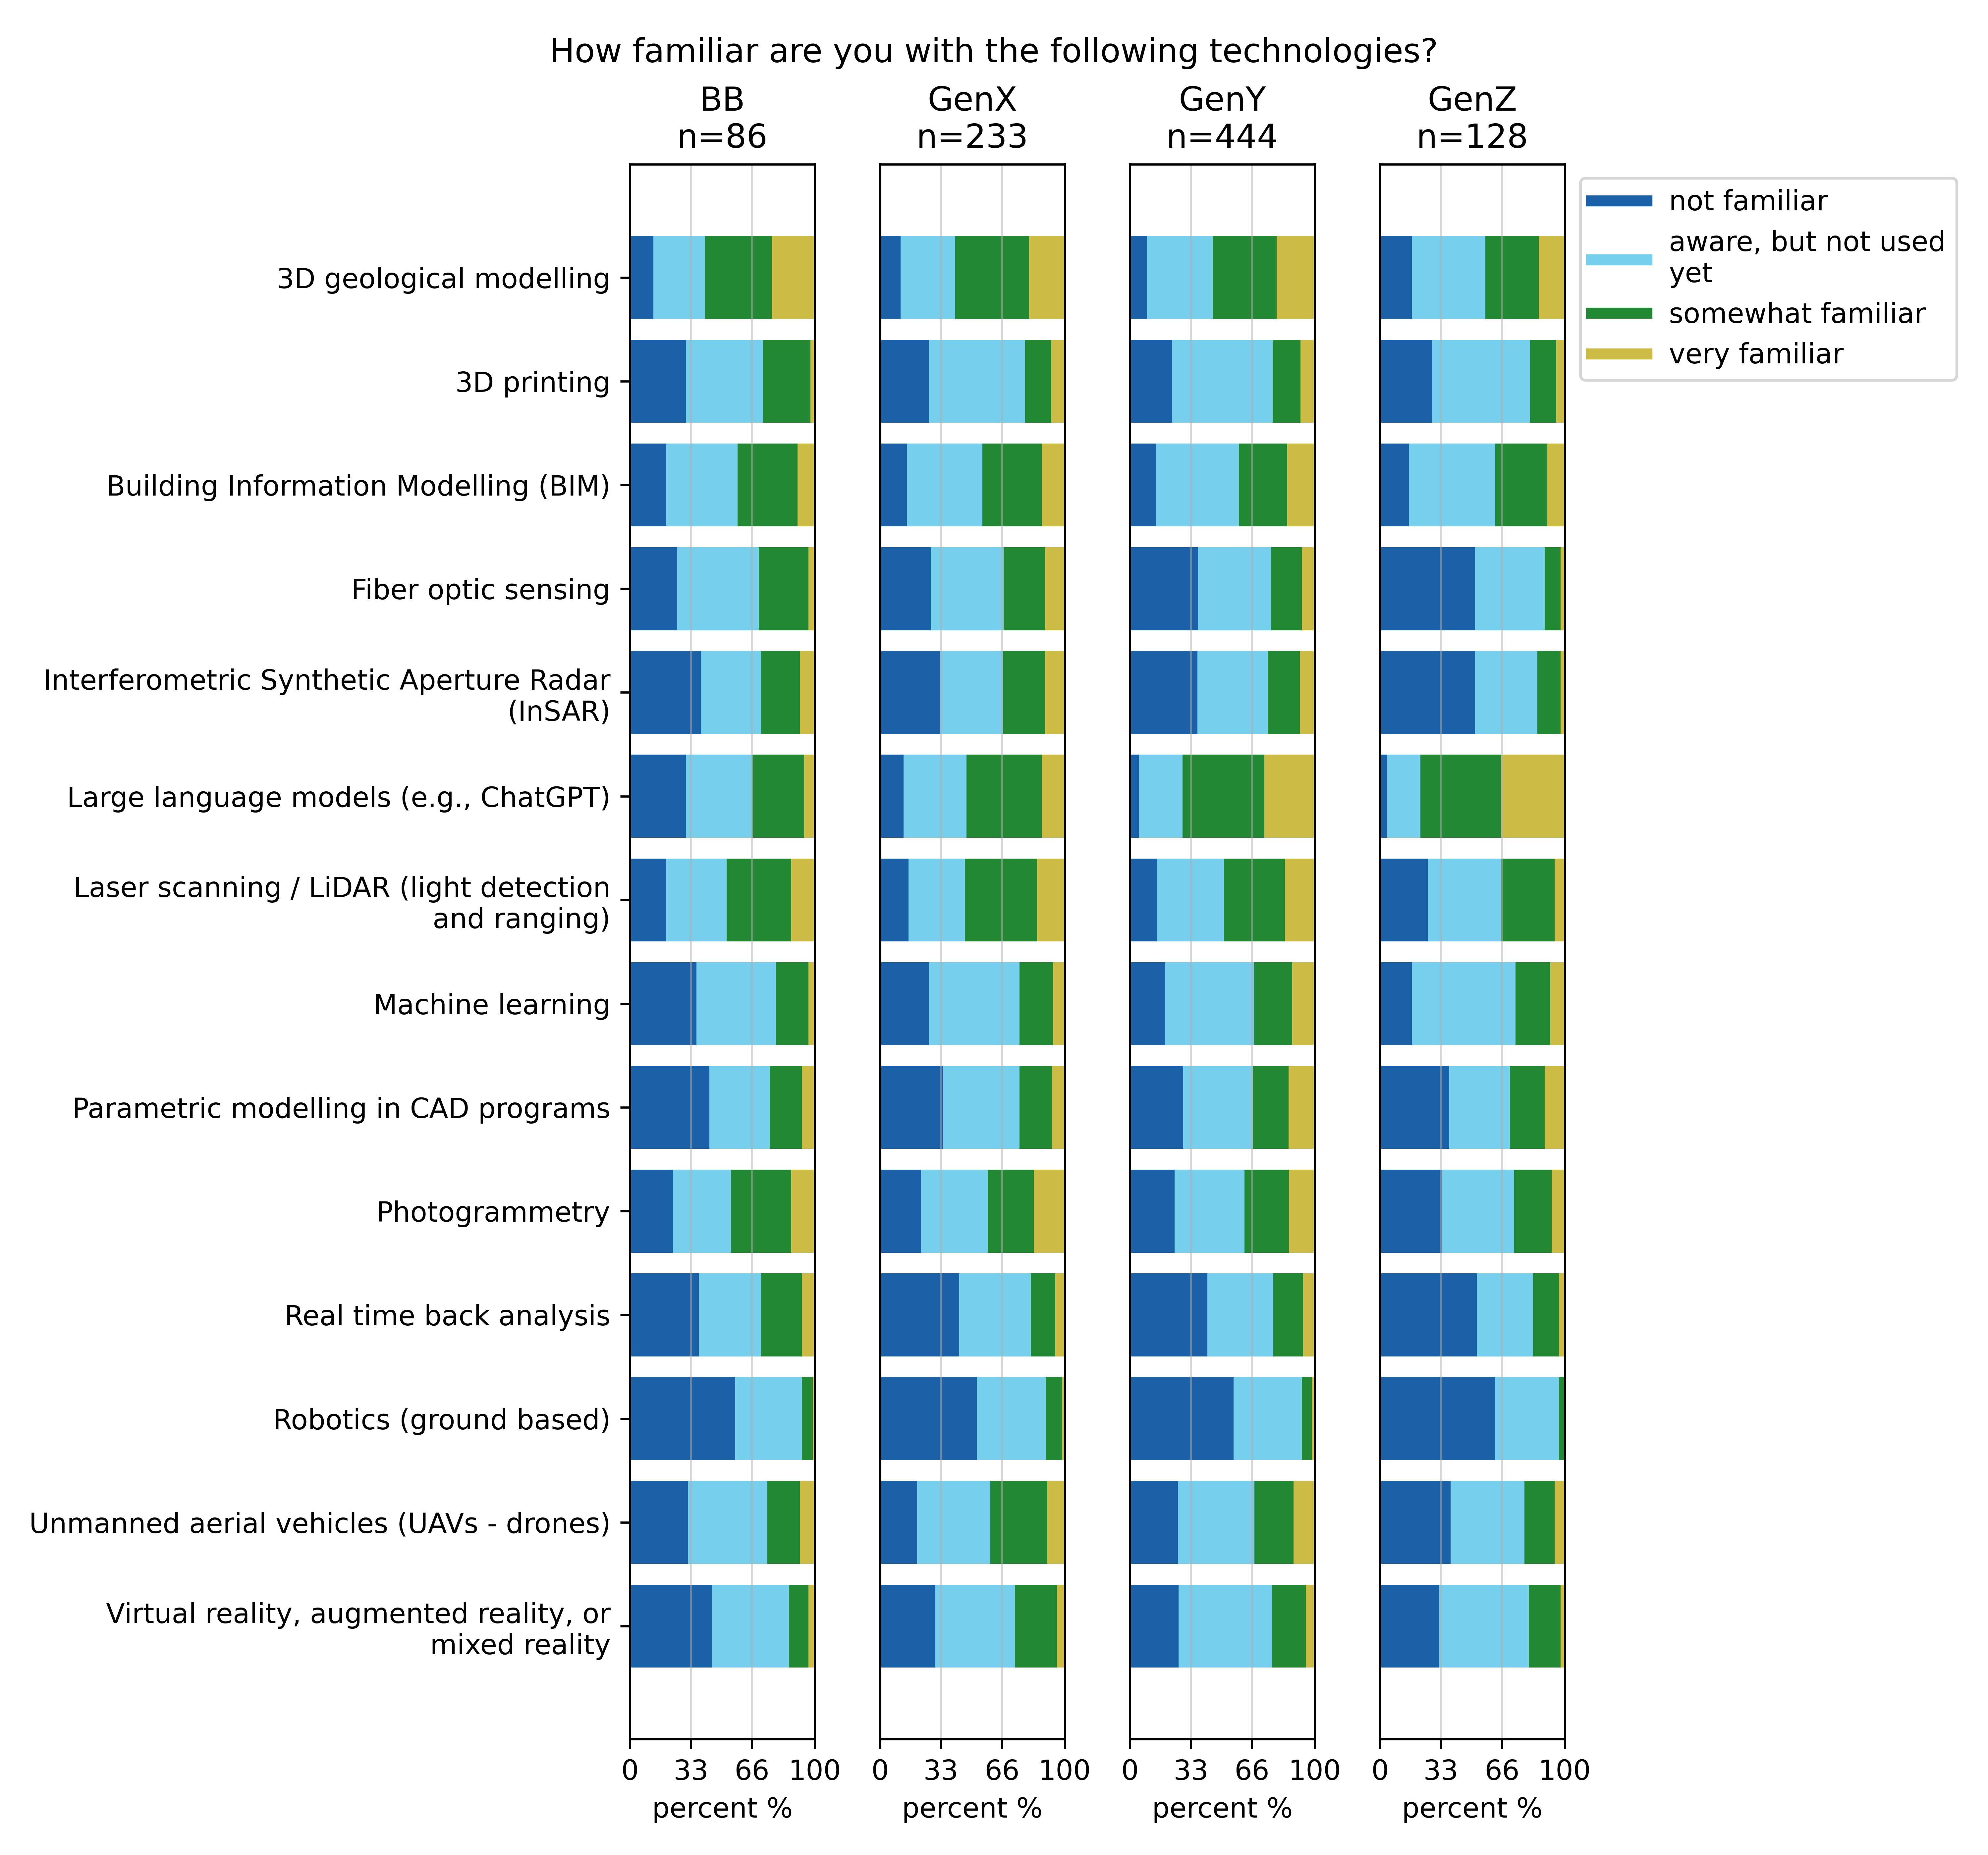 How familiar are you with the following technologies?
BB
n=86
GenX
n=233
GenY
n=444
GenZ
n=128
not familiar
aware, but not used
yet
somewhat familiar
very familiar
3D geological modelling
3D printing
Building Information Modelling (BIM)
Fiber optic sensing
Interferometric Synthetic Aperture Radar
(InSAR)
Large language models (e.g., ChatGPT)
Laser scanning / LiDAR (light detection
and ranging)
Machine learning
Parametric modelling in CAD programs
Photogrammetry
Real time back analysis
Robotics (ground based)
Unmanned aerial vehicles (UAVs - drones)
Virtual reality, augmented reality, or
mixed reality
0 33 66 100
percent %
0 33 66 100
percent %
0 33 66 100
percent %
0 33 66 100
percent %